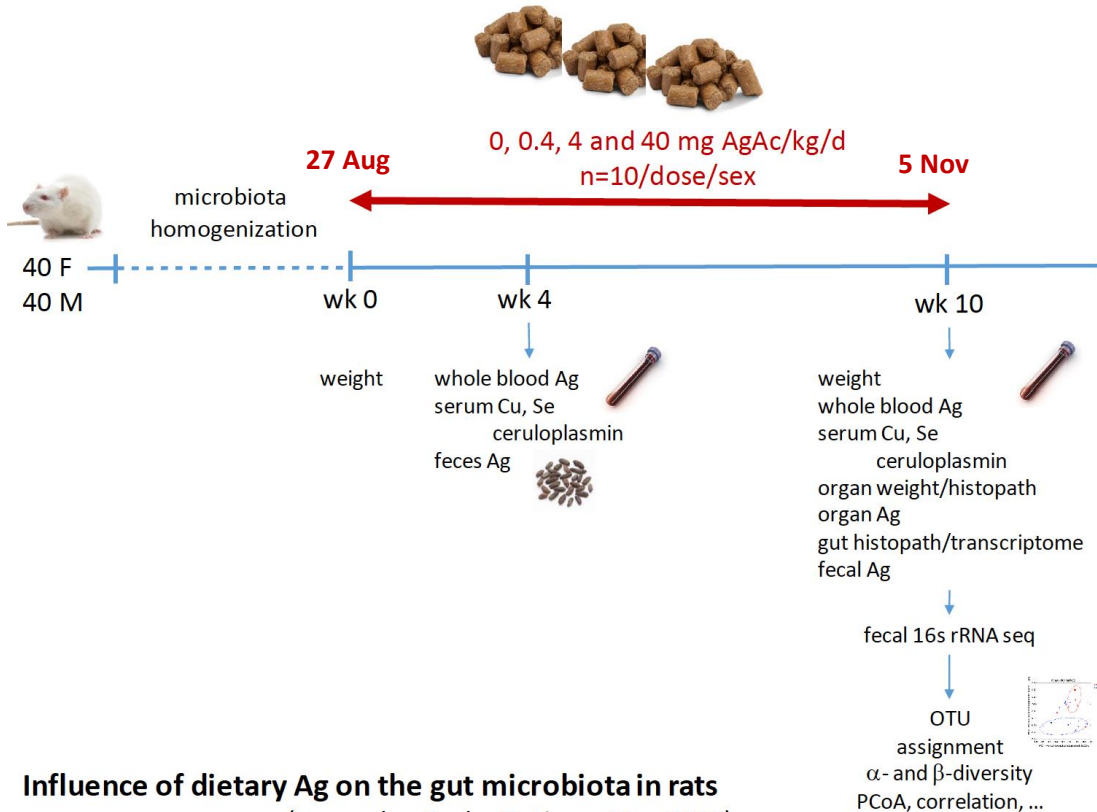 0, 0.4, 4 and 40 mg AgAc/kg/d
n=10/dose/sex
27 Aug
5 Nov
microbiota
homogenization
40 F
40 M
wk 0
wk 4
wk 10
weight
whole blood Ag
serum Cu, Se
ceruloplasmin
feces Ag
weight
whole blood Ag
serum Cu, Se
ceruloplasmin
organ weight/histopath
organ Ag
gut histopath/transcriptome
fecal Ag
fecal 16s rRNA seq
OTU
assignment
α- and β-diversity
PCoA, correlation, ...
Influence of dietary Ag on the gut microbiota in rats